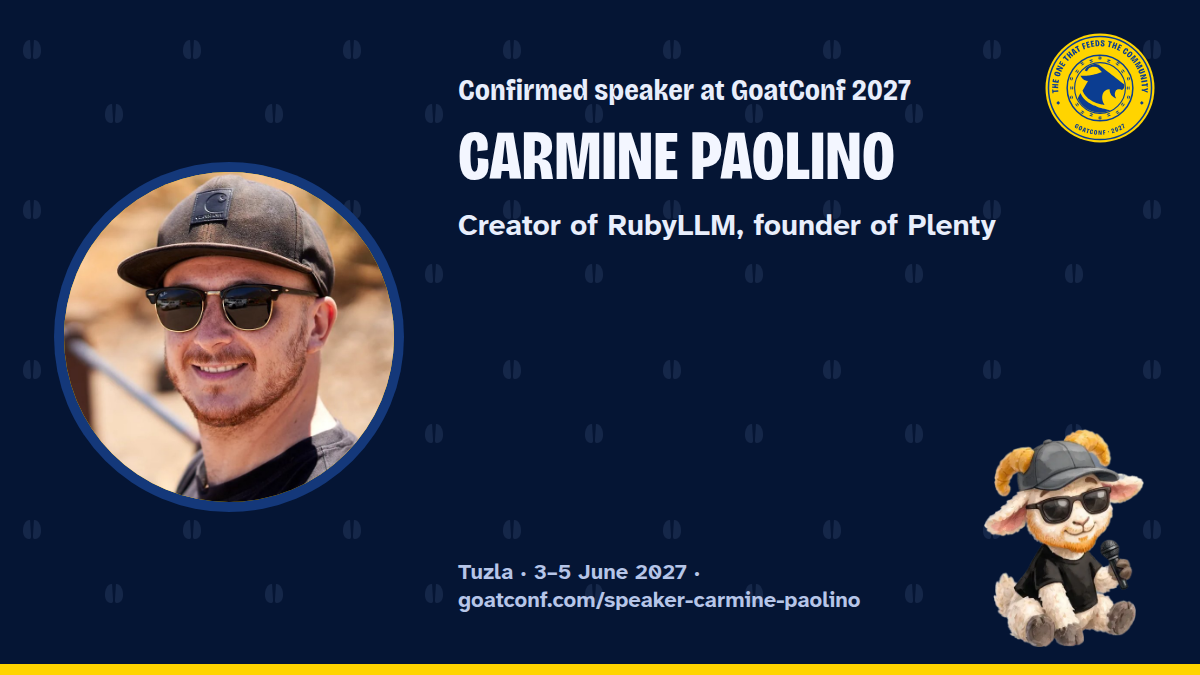 Confirmed speaker at GoatConf 2027
CARMINE PAOLINO
Creator of RubyLLM, founder of Plenty
Tuzla · 3–5 June 2027 ·
goatconf.com/speaker-carmine-paolino
THE ONE THAT FEEDS THE COMMUNITY
GOATCONF · 2027